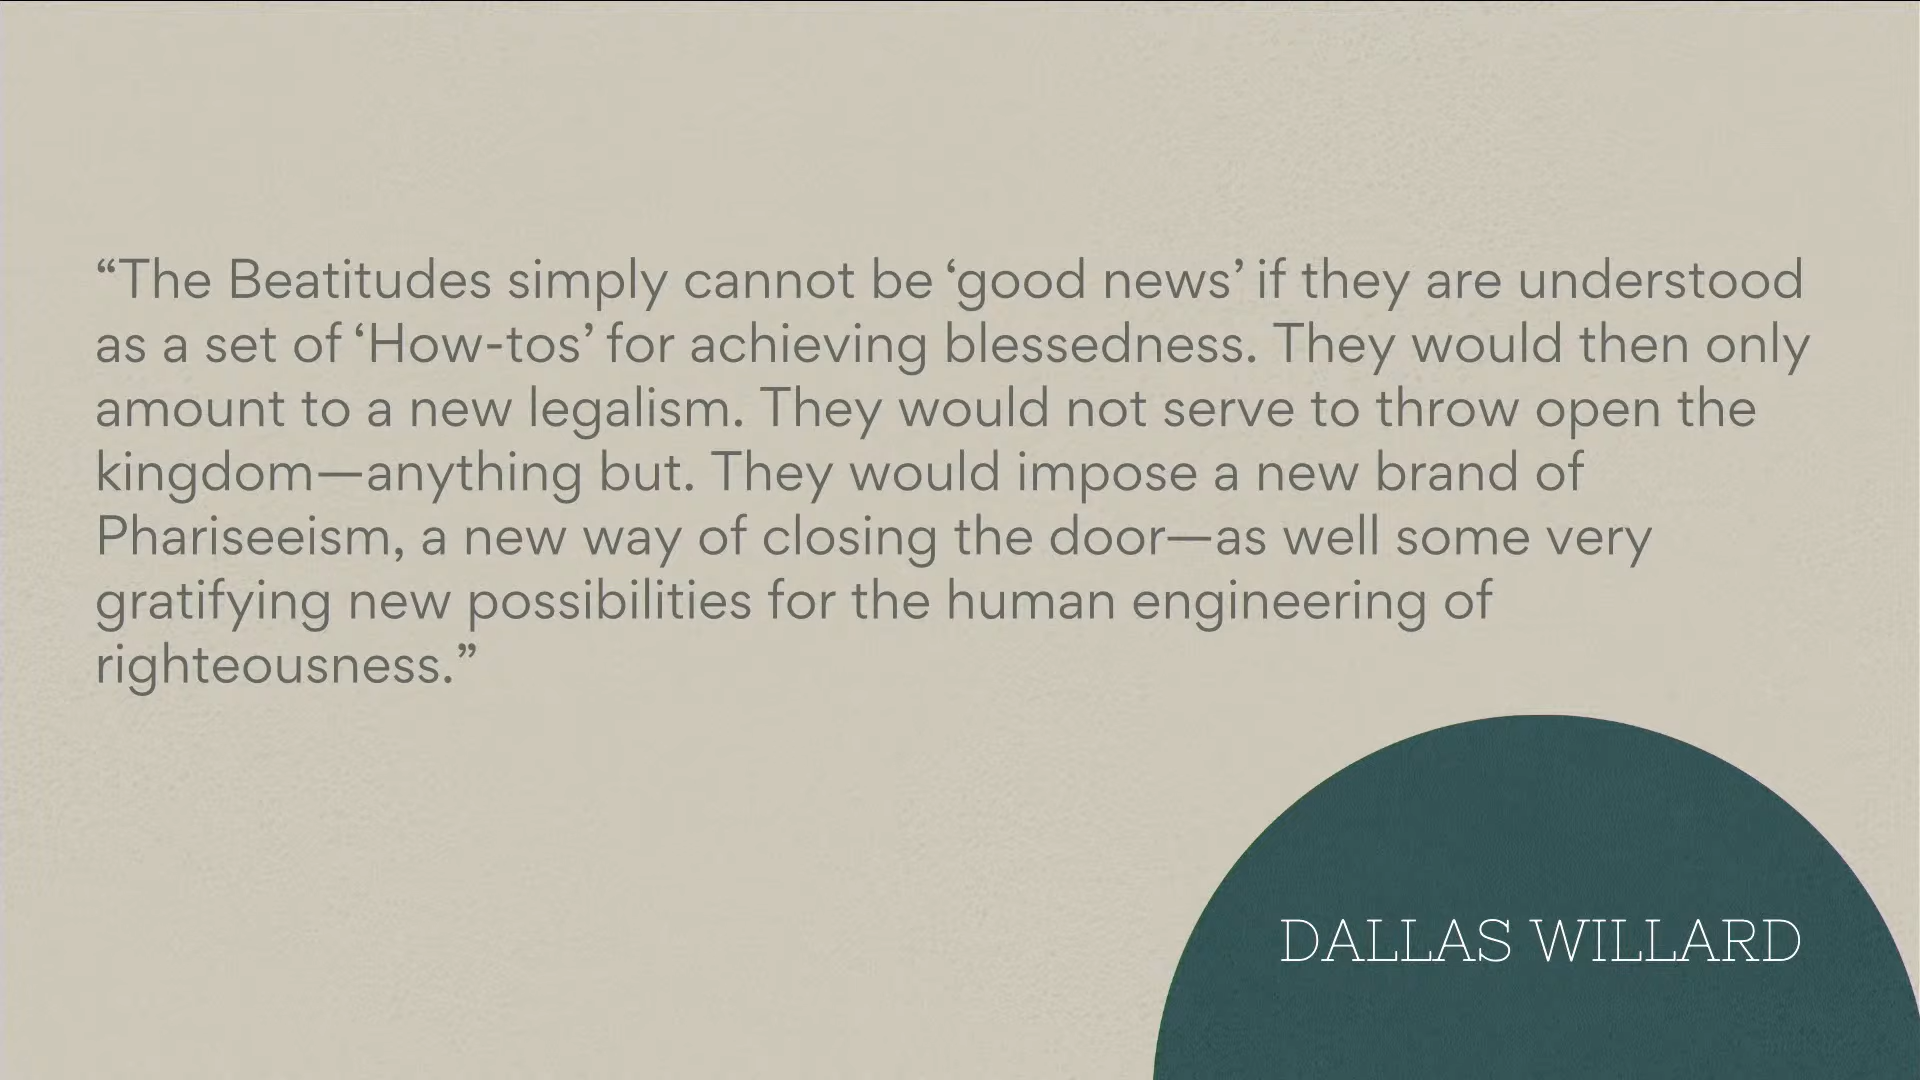 “The Beatitudes simply cannot be ‘good news’ if they are understood
as a set of ‘How-tos’ for achieving blessedness. They would then only
amount to a new legalism. They would not serve to throw open the
kingdom—anything but. They would impose a new brand of
Phariseeism, a new way of closing the door—as well some very
gratifying new possibilities for the human engineering of
righteousness.”
DALLAS WILLARD